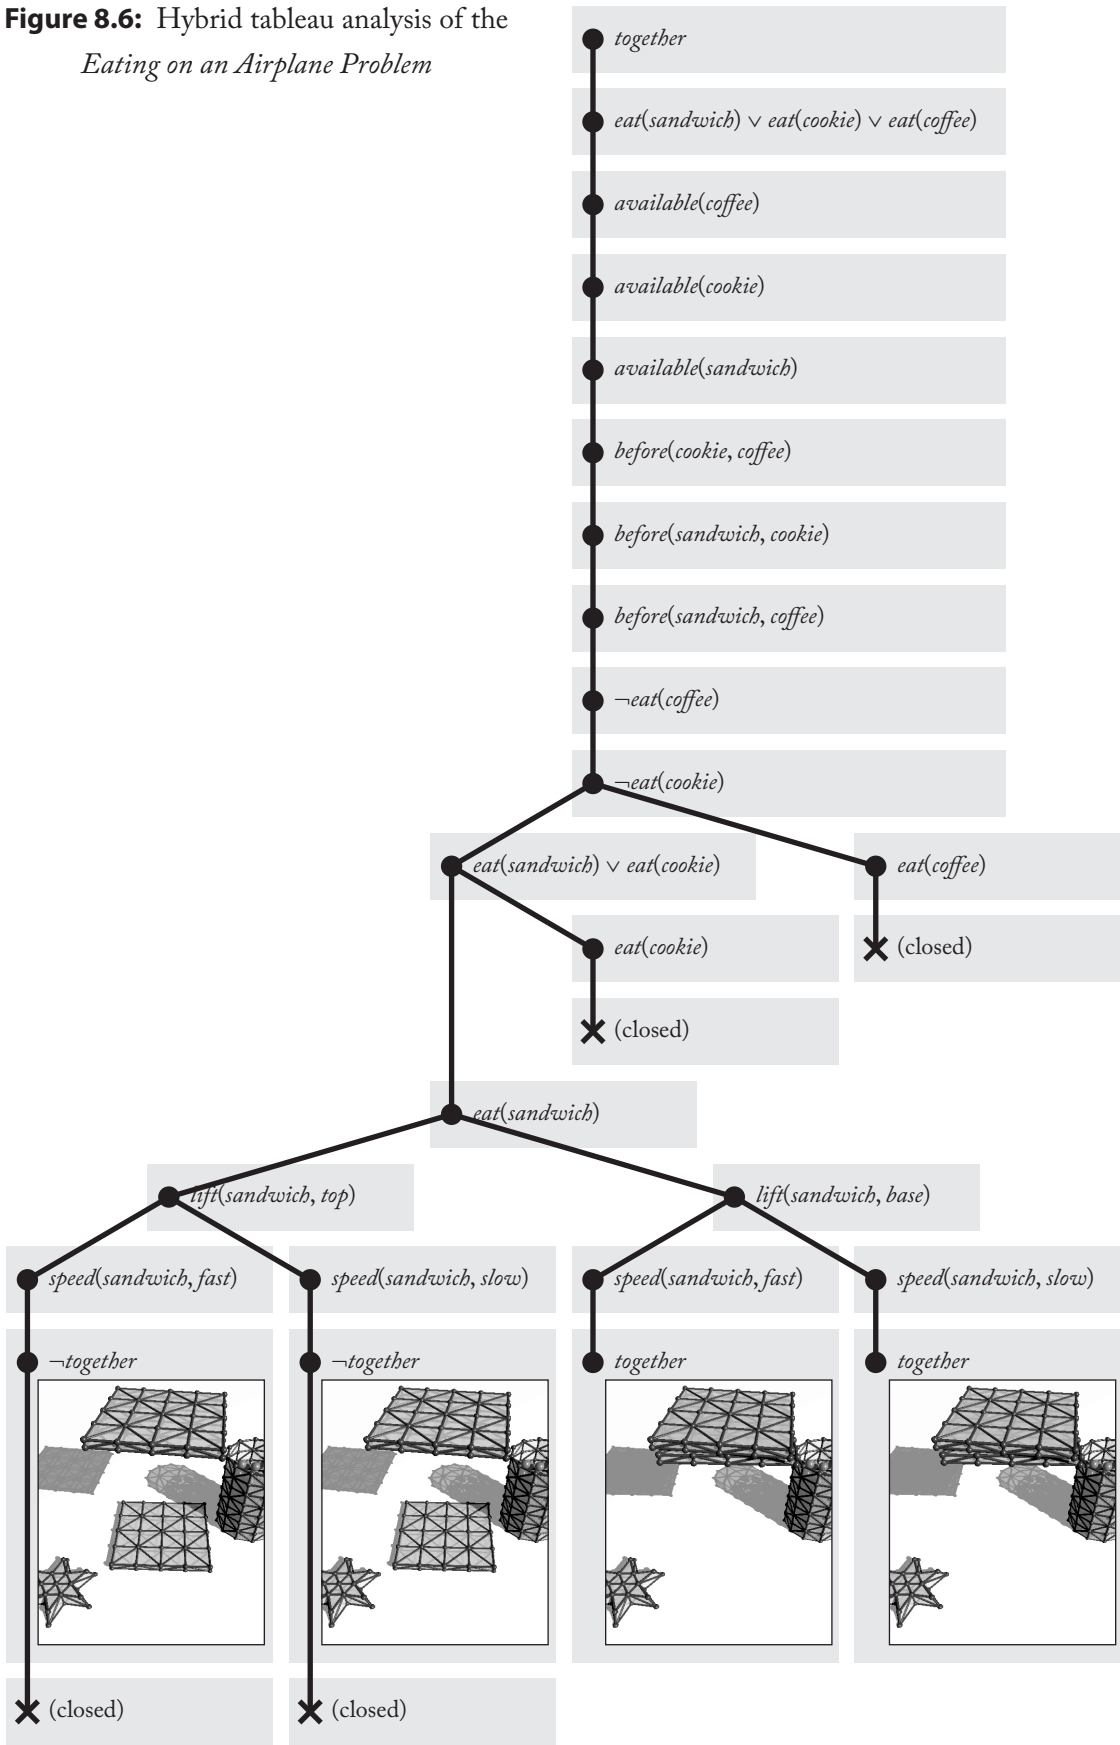 Figure 8.6: Hybrid tableau analysis of the
Eating on an Airplane Problem
together
eat(sandwich) ∨ eat(cookie) ∨ eat(coffee)
available(coffee)
available(cookie)
available(sandwich)
before(cookie, coffee)
before(sandwich, cookie)
before(sandwich, coffee)
¬eat(coffee)
¬eat(cookie)
eat(sandwich) ∨ eat(cookie)
eat(coffee)
eat(cookie)
(closed)
(closed)
eat(sandwich)
lift(sandwich, top)
lift(sandwich, base)
speed(sandwich, fast)
speed(sandwich, slow)
speed(sandwich, fast)
speed(sandwich, slow)
¬together
¬together
together
together
(closed)
(closed)